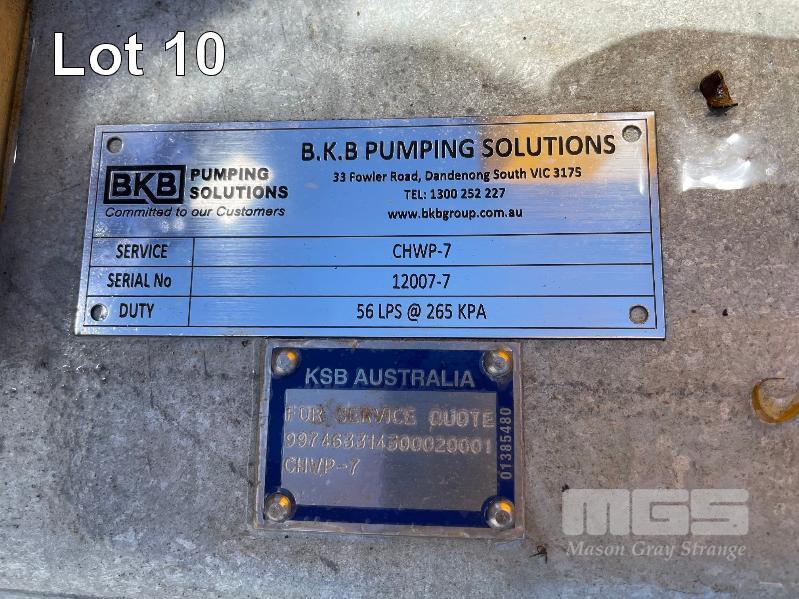 Lot 10
BKB PUMPING SOLUTIONS
Committed to our Customers
B.K.B PUMPING SOLUTIONS
33 Fowler Road, Dandenong South VIC 3175
TEL: 1300 252 227
www.bkbgroup.com.au
SERVICE CHWP-7
SERIAL No 12007-7
DUTY 56 LPS @ 265 KPA
KSB AUSTRALIA
FOR SERVICE QUOTE
997463314300020001
CHWP-7
01385480
MGS
Mason Gray Strange